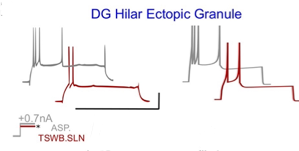 DG Hilar Ectopic Granule
+0.7nA
*
ASP.
TSWB.SLN